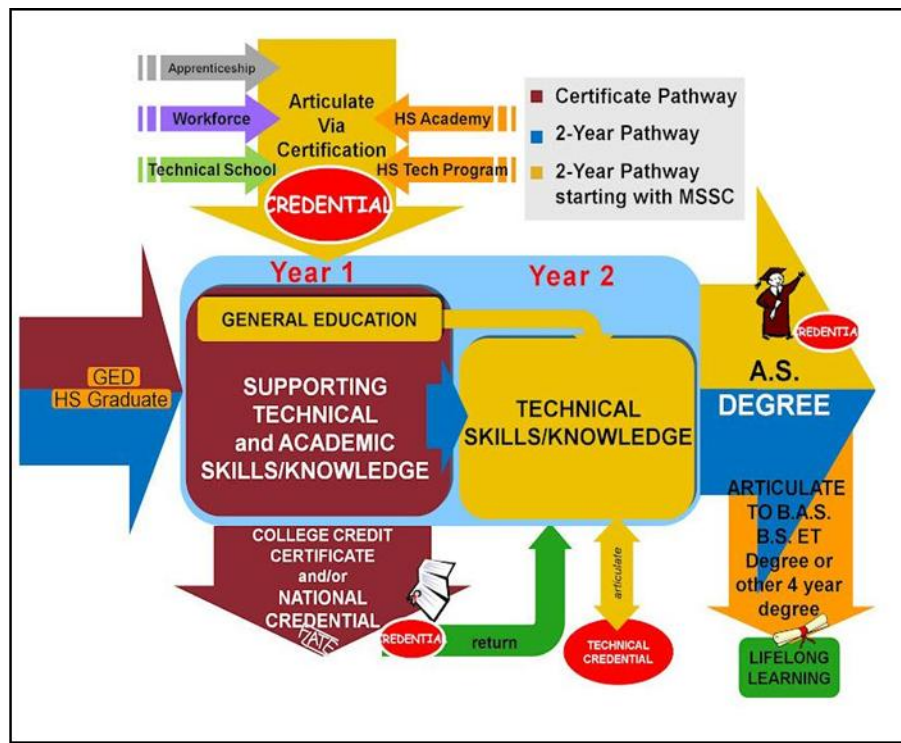 Apprenticeship
Workforce
Technical School
Articulate
Via
Certification
HS Academy
HS Tech Program
CREDENTIAL
Certificate Pathway
2-Year Pathway
2-Year Pathway
starting with MSSC
Year 1
Year 2
GENERAL EDUCATION
GED
HS Graduate
SUPPORTING
TECHNICAL
and ACADEMIC
SKILLS/KNOWLEDGE
TECHNICAL
SKILLS/KNOWLEDGE
REDENTIA
A.S.
DEGREE
COLLEGE CREDIT
CERTIFICATE
and/or
NATIONAL
CREDENTIAL
REDENTIAL
return
articulate
TECHNICAL
CREDENTIAL
ARTICULATE
TO B.A.S.
B.S. ET
Degree or
other 4 year
degree
LIFELONG
LEARNING